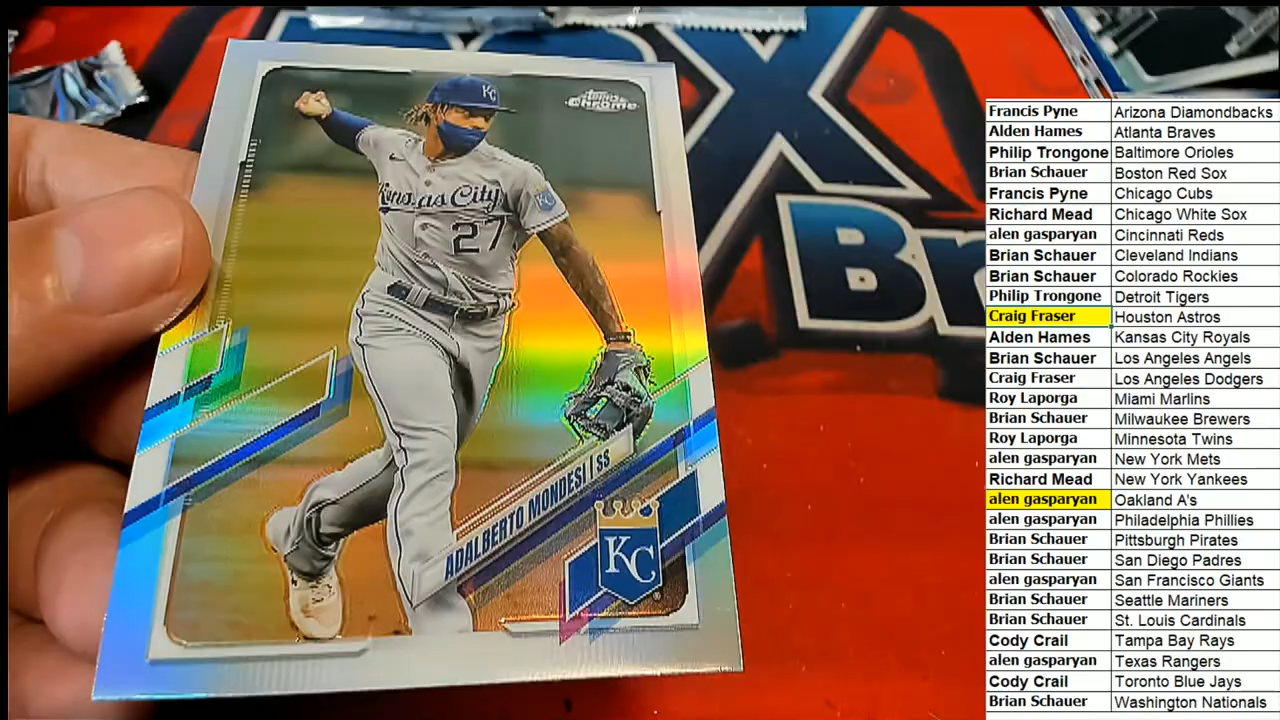 KC
Topps
Chrome
Kansas City
27
KC
ADALBERTO MONDESI | SS
KC
BOX
Br
Francis Pyne Arizona Diamondbacks
Alden Hames Atlanta Braves
Philip Trongone Baltimore Orioles
Brian Schauer Boston Red Sox
Francis Pyne Chicago Cubs
Richard Mead Chicago White Sox
alen gasparyan Cincinnati Reds
Brian Schauer Cleveland Indians
Brian Schauer Colorado Rockies
Philip Trongone Detroit Tigers
Craig Fraser Houston Astros
Alden Hames Kansas City Royals
Brian Schauer Los Angeles Angels
Craig Fraser Los Angeles Dodgers
Roy Laporga Miami Marlins
Brian Schauer Milwaukee Brewers
Roy Laporga Minnesota Twins
alen gasparyan New York Mets
Richard Mead New York Yankees
alen gasparyan Oakland A's
alen gasparyan Philadelphia Phillies
Brian Schauer Pittsburgh Pirates
Brian Schauer San Diego Padres
alen gasparyan San Francisco Giants
Brian Schauer Seattle Mariners
Brian Schauer St. Louis Cardinals
Cody Crail Tampa Bay Rays
alen gasparyan Texas Rangers
Cody Crail Toronto Blue Jays
Brian Schauer Washington Nationals